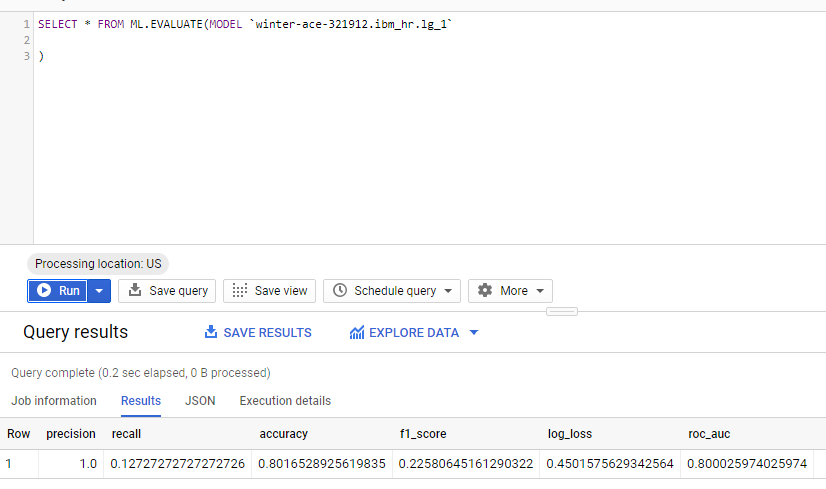 1 SELECT * FROM ML.EVALUATE(MODEL `winter-ace-321912.ibm_hr.lg_1`
2
3 )
Processing location: US
Run Save query Save view Schedule query More
Query results SAVE RESULTS EXPLORE DATA
Query complete (0.2 sec elapsed, 0 B processed)
Job information Results JSON Execution details
Row precision recall accuracy f1_score log_loss roc_auc
1 1.0 0.12727272727272726 0.8016528925619835 0.22580645161290322 0.4501575629342564 0.800025974025974